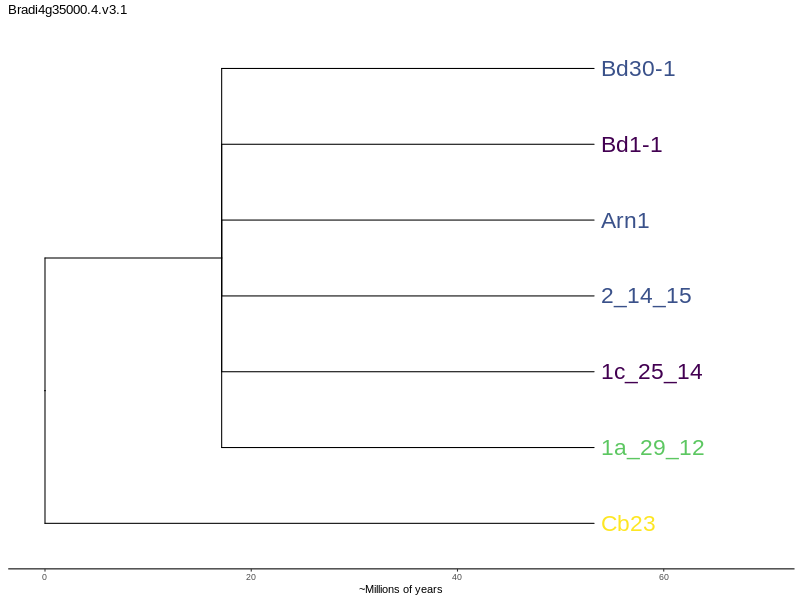 Bradi4g35000.4.v3.1
Bd30-1
Bd1-1
Arn1
2_14_15
1c_25_14
1a_29_12
Cb23
0 20 40 60
~Millions of years